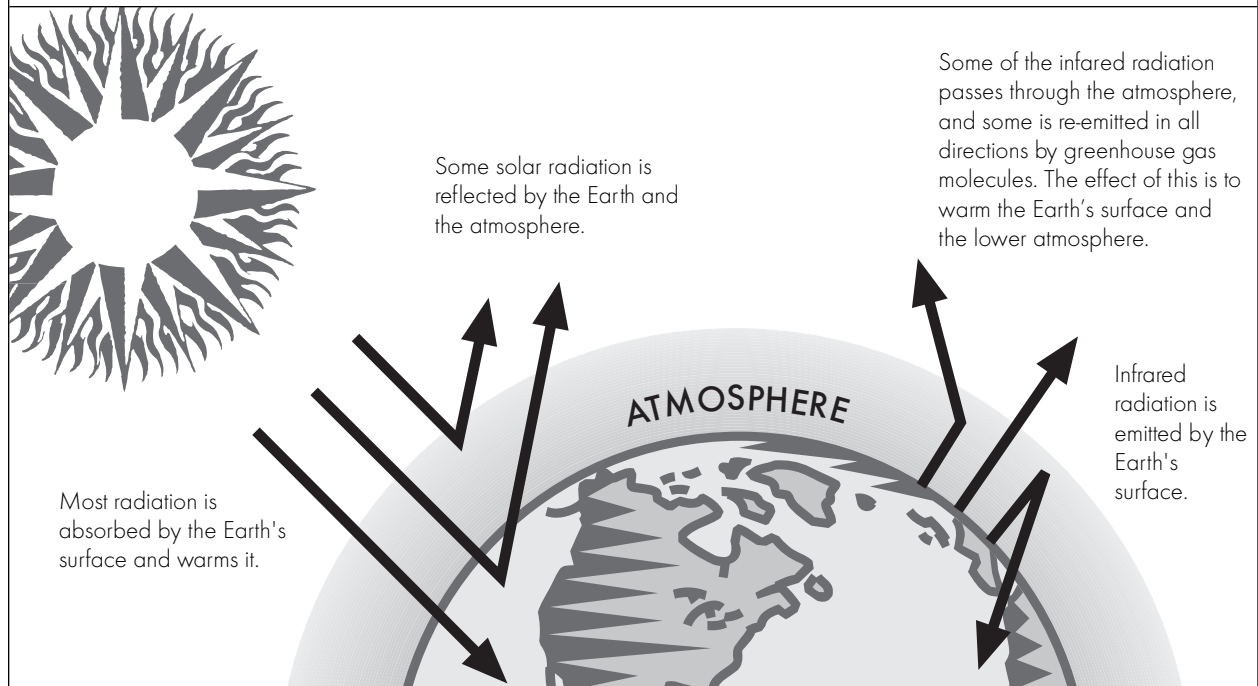 Some of the infared radiation
passes through the atmosphere,
and some is re-emitted in all
directions by greenhouse gas
molecules. The effect of this is to
warm the Earth’s surface and
the lower atmosphere.
Some solar radiation is
reflected by the Earth and
the atmosphere.
ATMOSPHERE
Infrared
radiation is
emitted by the
Earth's
surface.
Most radiation is
absorbed by the Earth's
surface and warms it.